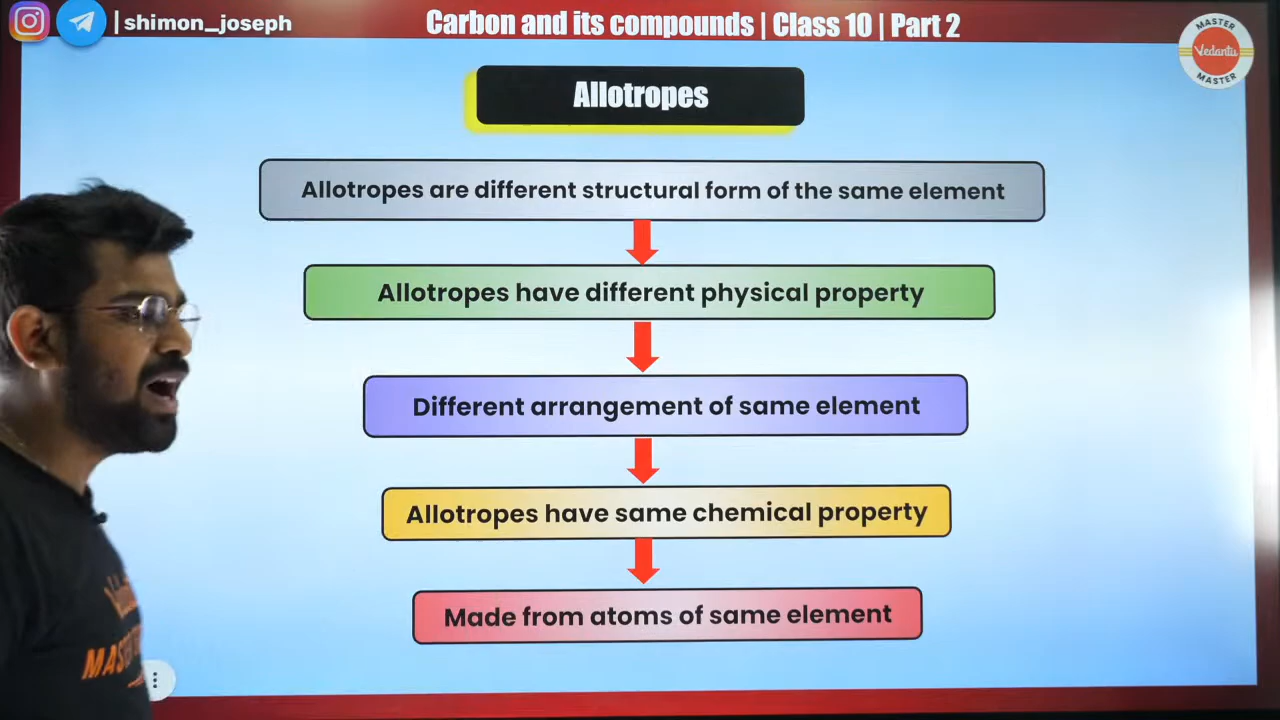 |shimon_joseph
Carbon and its compounds | Class 10 | Part 2
MASTER
Vedantu
MASTER
Allotropes
Allotropes are different structural form of the same element
Allotropes have different physical property
Different arrangement of same element
Allotropes have same chemical property
Made from atoms of same element